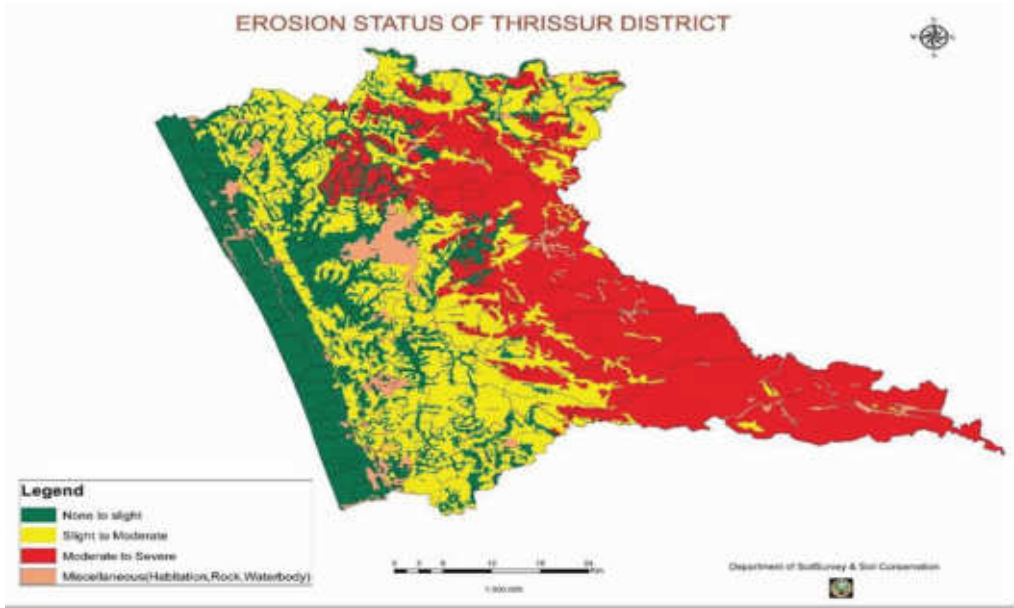 EROSION STATUS OF THRISSUR DISTRICT
Legend
None to slight
Slight to Moderate
Moderate to Severe
Miscellaneous(Habitation,Rock,Waterbody)
Department of SoilSurvey & Soil Conservation